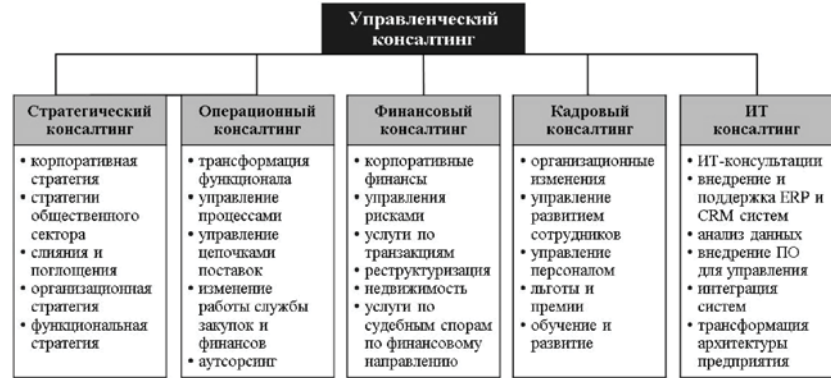 Управленческий
консалтинг
Стратегический
консалтинг
• корпоративная
стратегия
• стратегии
общественного
сектора
• слияния и
поглощения
• организационная
стратегия
• функциональная
стратегия
Операционный
консалтинг
• трансформация
функционала
• управление
процессами
• управление
цепочками
поставок
• изменение
работы службы
закупок и
финансов
• аутсорсинг
Финансовый
консалтинг
• корпоративные
финансы
• управления
рисками
• услуги по
транзакциям
• реструктуризация
• недвижимость
• услуги по
судебным спорам
по финансовому
направлению
Кадровый
консалтинг
• организационные
изменения
• управление
развитием
сотрудников
• управление
персоналом
• льготы и
премии
• обучение и
развитие
ИТ
консалтинг
• ИТ-консультации
• внедрение и
поддержка ERP и
CRM систем
• анализ данных
• внедрение ПО
для управления
• интеграция
систем
• трансформация
архитектуры
предприятия